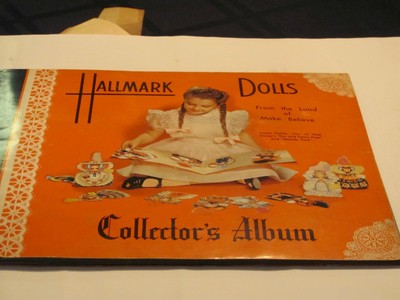 HALLMARK DOLLS
From the Land
of
Make Believe
Collector's Album